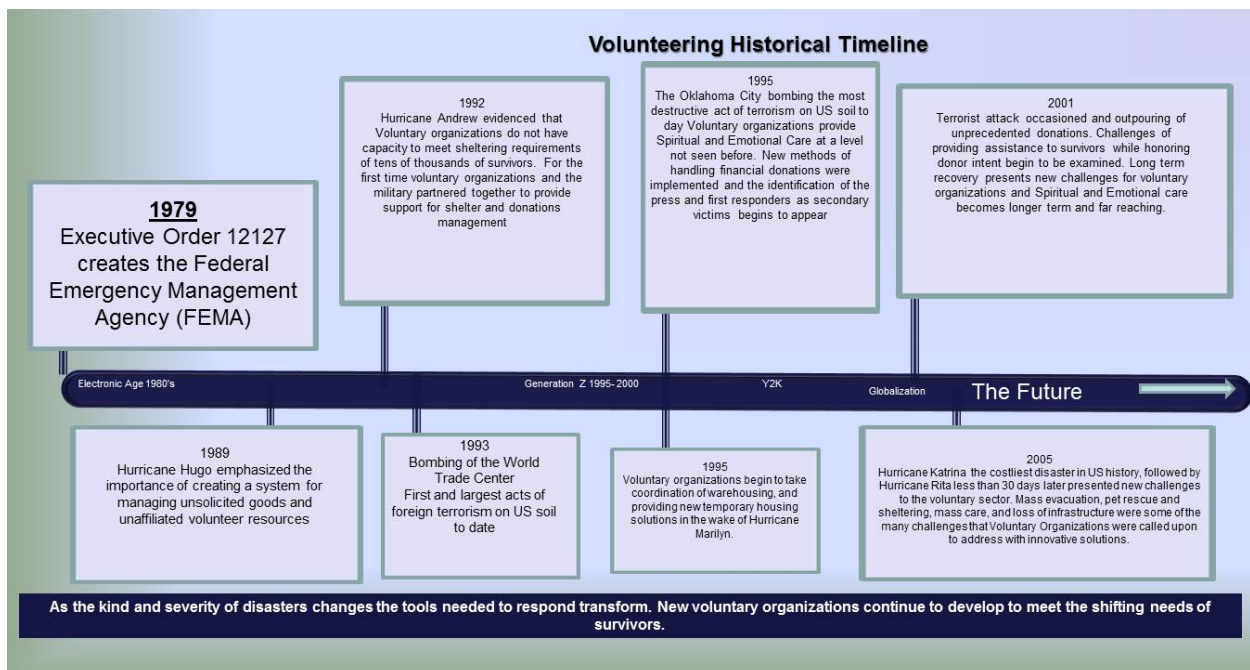 Volunteering Historical Timeline
1979
Executive Order 12127
creates the Federal
Emergency Management
Agency (FEMA)
1992
Hurricane Andrew evidenced that
Voluntary organizations do not have
capacity to meet sheltering requirements
of tens of thousands of survivors. For the
first time voluntary organizations and the
military partnered together to provide
support for shelter and donations
management
1995
The Oklahoma City bombing the most
destructive act of terrorism on US soil to
day Voluntary organizations provide
Spiritual and Emotional Care at a level
not seen before. New methods of
handling financial donations were
implemented and the identification of the
press and first responders as secondary
victims begins to appear
2001
Terrorist attack occasioned and outpouring of
unprecedented donations. Challenges of
providing assistance to survivors while honoring
donor intent begin to be examined. Long term
recovery presents new challenges for voluntary
organizations and Spiritual and Emotional care
becomes longer term and far reaching.
Electronic Age 1980's
Generation Z 1995- 2000
Y2K
Globalization
The Future
1989
Hurricane Hugo emphasized the
importance of creating a system for
managing unsolicited goods and
unaffiliated volunteer resources
1993
Bombing of the World
Trade Center
First and largest acts of
foreign terrorism on US soil
to date
1995
Voluntary organizations begin to take
coordination of warehousing, and
providing new temporary housing
solutions in the wake of Hurricane
Marilyn.
2005
Hurricane Katrina the costliest disaster in US history, followed by
Hurricane Rita less than 30 days later presented new challenges
to the voluntary sector. Mass evacuation, pet rescue and
sheltering, mass care, and loss of infrastructure were some of the
many challenges that Voluntary Organizations were called upon
to address with innovative solutions.
As the kind and severity of disasters changes the tools needed to respond transform. New voluntary organizations continue to develop to meet the shifting needs of
survivors.